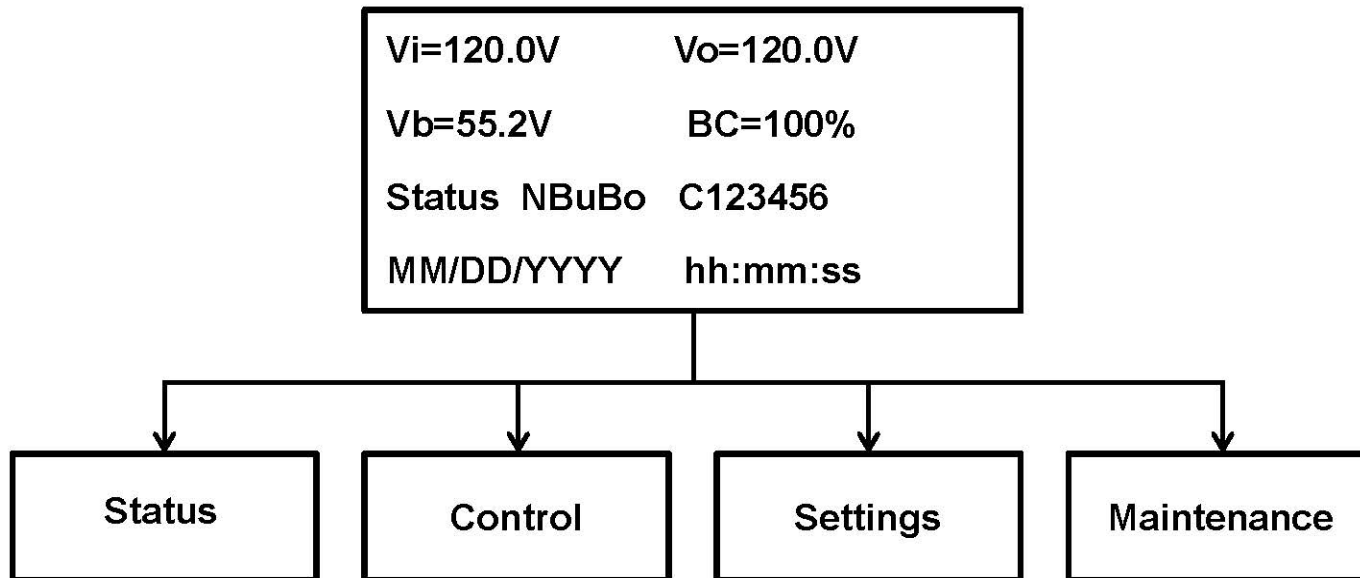 Vi=120.0V Vo=120.0V
Vb=55.2V BC=100%
Status NBuBo C123456
MM/DD/YYYY hh:mm:ss
Status Control Settings Maintenance